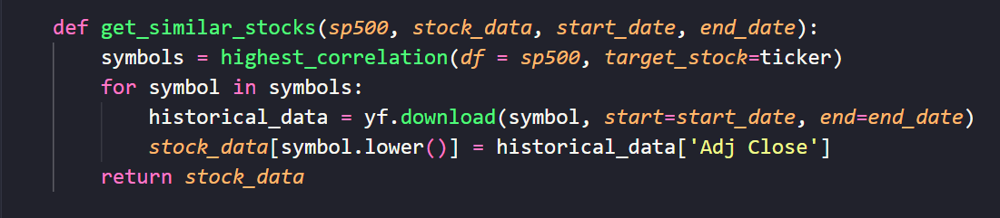 def get_similar_stocks(sp500, stock_data, start_date, end_date):
symbols = highest_correlation(df = sp500, target_stock=ticker)
for symbol in symbols:
historical_data = yf.download(symbol, start=start_date, end=end_date)
stock_data[symbol.lower()] = historical_data['Adj Close']
return stock_data